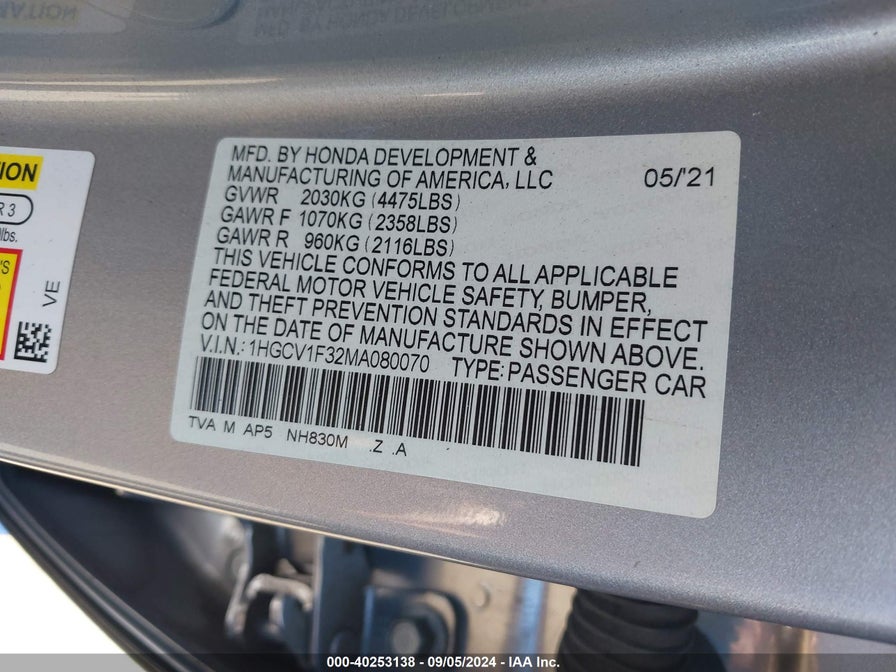 MFD. BY HONDA DEVELOPMENT &
MANUFACTURING OF AMERICA, LLC 05/'21
GVWR 2030KG (4475LBS)
GAWR F 1070KG (2358LBS)
GAWR R 960KG (2116LBS)
THIS VEHICLE CONFORMS TO ALL APPLICABLE
FEDERAL MOTOR VEHICLE SAFETY, BUMPER,
AND THEFT PREVENTION STANDARDS IN EFFECT
ON THE DATE OF MANUFACTURE SHOWN ABOVE.
V.I.N.: 1HGCV1F32MA080070 TYPE: PASSENGER CAR
TVA M AP5 NH830M .Z .A
TION
R 3
lbs.
'S
VE
000-40253138 - 09/05/2024 - IAA Inc.